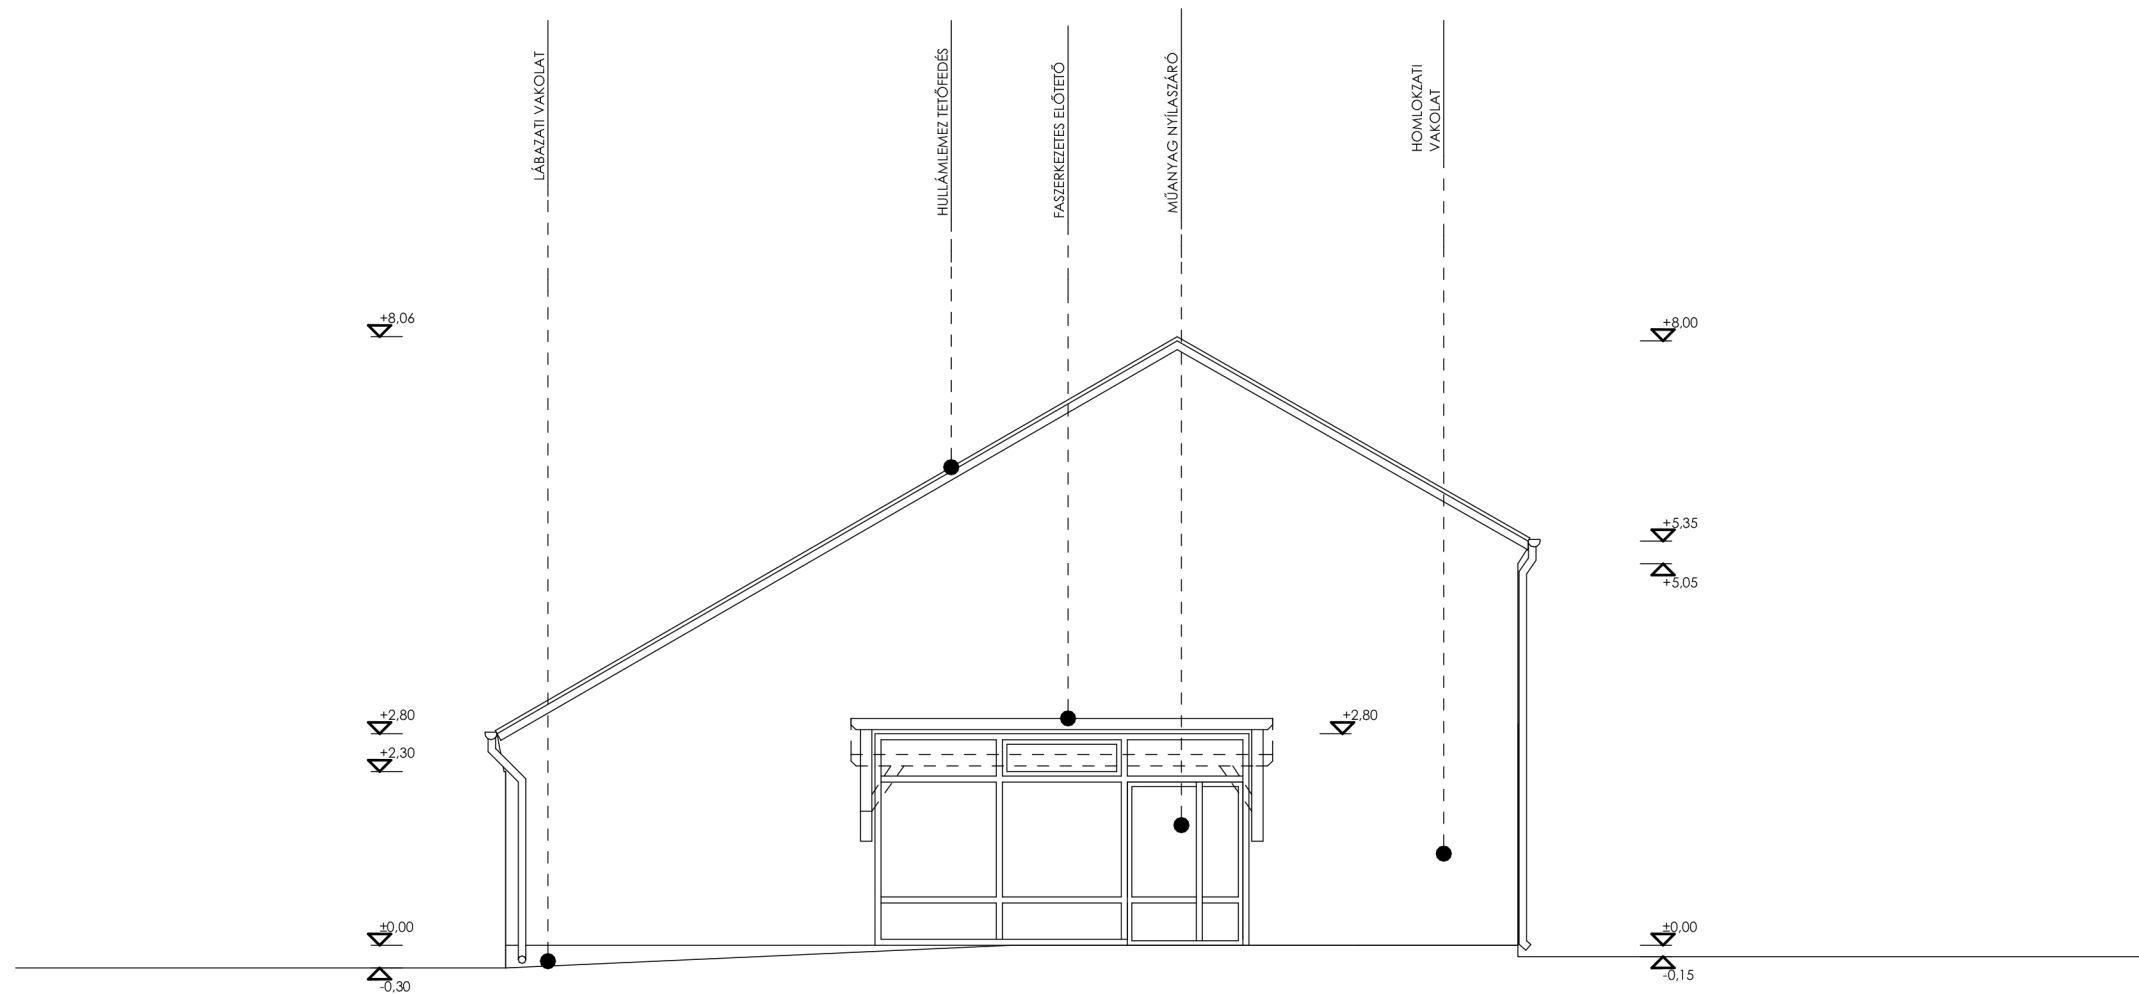 LÁBAZATI VAKOLAT
HULLÁMLEMEZ TETŐFEDÉS
FASZERKEZETES ELŐTETŐ
MŰANYAG NYÍLASZÁRÓ
HOMLOKZATI
VAKOLAT
+8,06
+8,00
+5,35
+5,05
+2,80
+2,80
+2,30
±0,00
±0,00
-0,30
-0,15